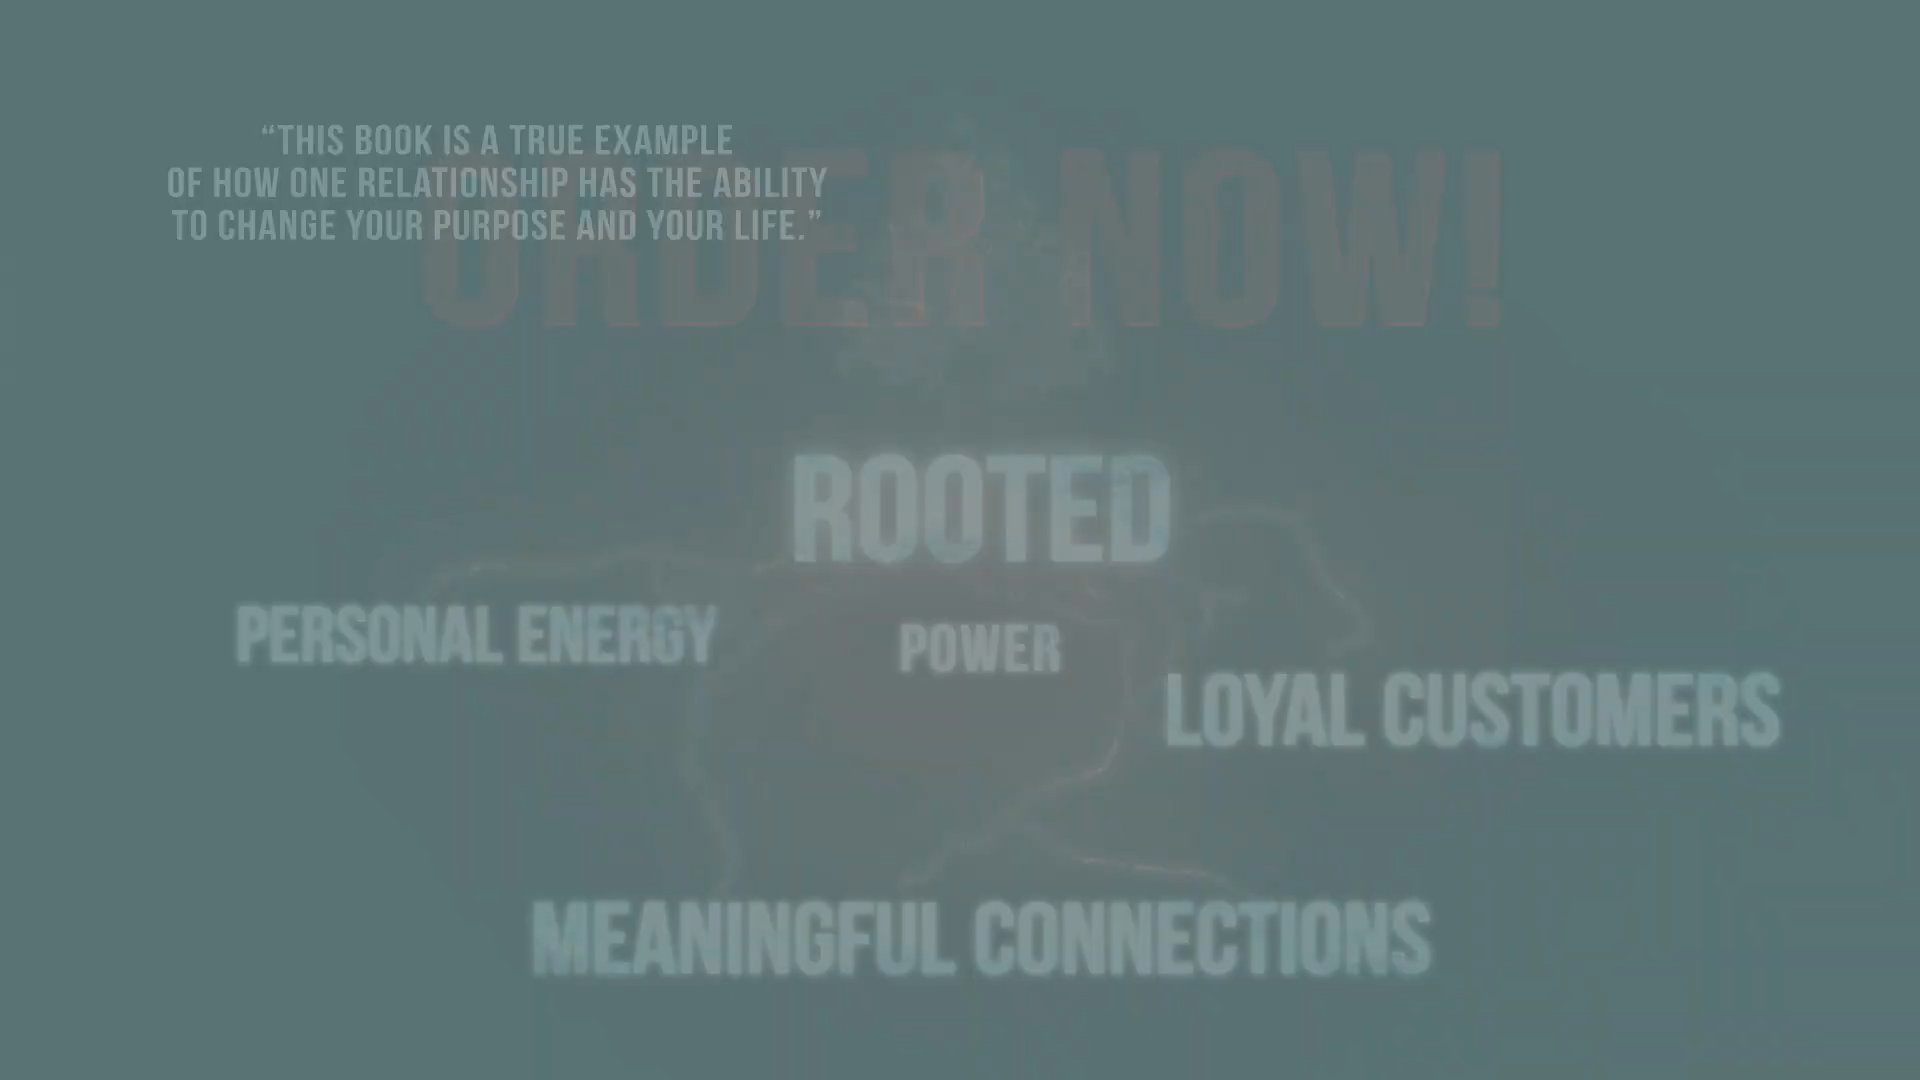 “THIS BOOK IS A TRUE EXAMPLE
OF HOW ONE RELATIONSHIP HAS THE ABILITY
TO CHANGE YOUR PURPOSE AND YOUR LIFE.”
ORDER NOW!
ROOTED
PERSONAL ENERGY
POWER
LOYAL CUSTOMERS
MEANINGFUL CONNECTIONS